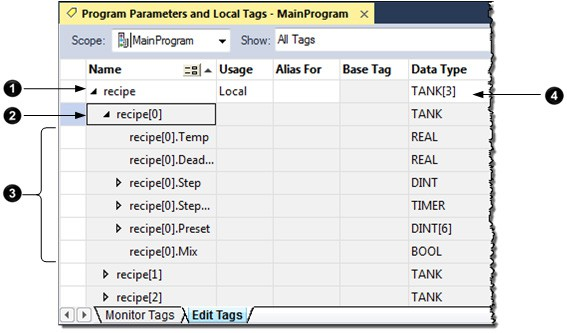 Program Parameters and Local Tags - MainProgram ×
Scope: MainProgram Show: All Tags
Name Usage Alias For Base Tag Data Type
1 recipe Local TANK[3] 4
2 recipe[0] TANK
recipe[0].Temp REAL
recipe[0].Dead... REAL
3 recipe[0].Step DINT
recipe[0].Step... TIMER
recipe[0].Preset DINT[6]
recipe[0].Mix BOOL
recipe[1] TANK
recipe[2] TANK
Monitor Tags Edit Tags